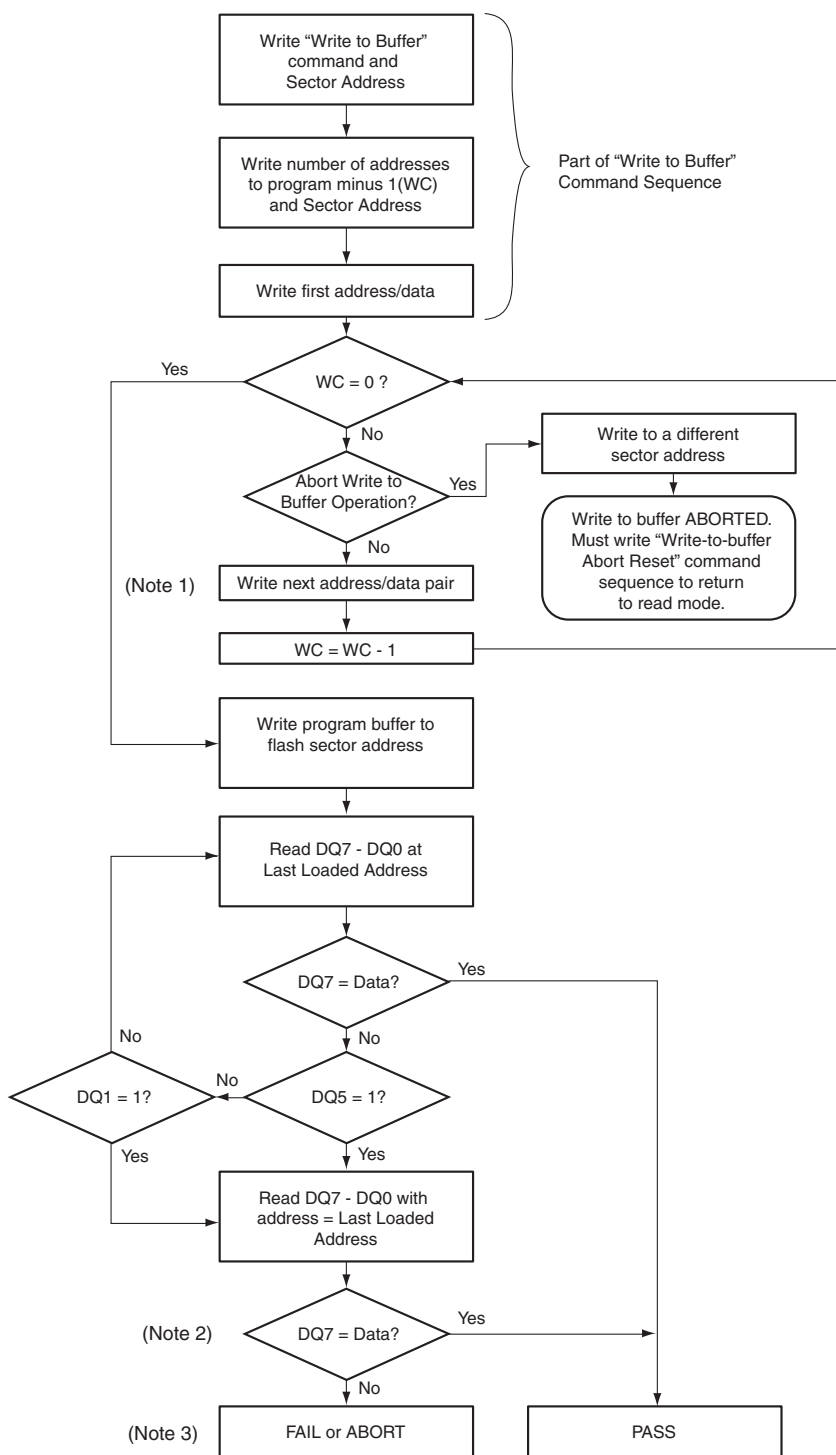 Write “Write to Buffer”
command and
Sector Address
Write number of addresses
to program minus 1(WC)
and Sector Address
Part of “Write to Buffer”
Command Sequence
Write first address/data
Yes
WC = 0 ?
No
Write to a different
sector address
Abort Write to
Buffer Operation?
Yes
Write to buffer ABORTED.
Must write “Write-to-buffer
Abort Reset” command
sequence to return
to read mode.
No
(Note 1)
Write next address/data pair
WC = WC - 1
Write program buffer to
flash sector address
Read DQ7 - DQ0 at
Last Loaded Address
DQ7 = Data?
Yes
No
No
DQ1 = 1?
No
DQ5 = 1?
Yes
Yes
Read DQ7 - DQ0 with
address = Last Loaded
Address
(Note 2)
DQ7 = Data?
Yes
No
(Note 3)
FAIL or ABORT
PASS